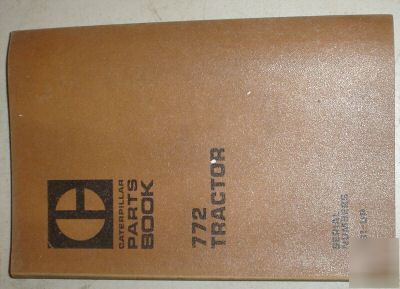 CATERPILLAR
PARTS
BOOK
772
TRACTOR
SERIAL
NUMBERS